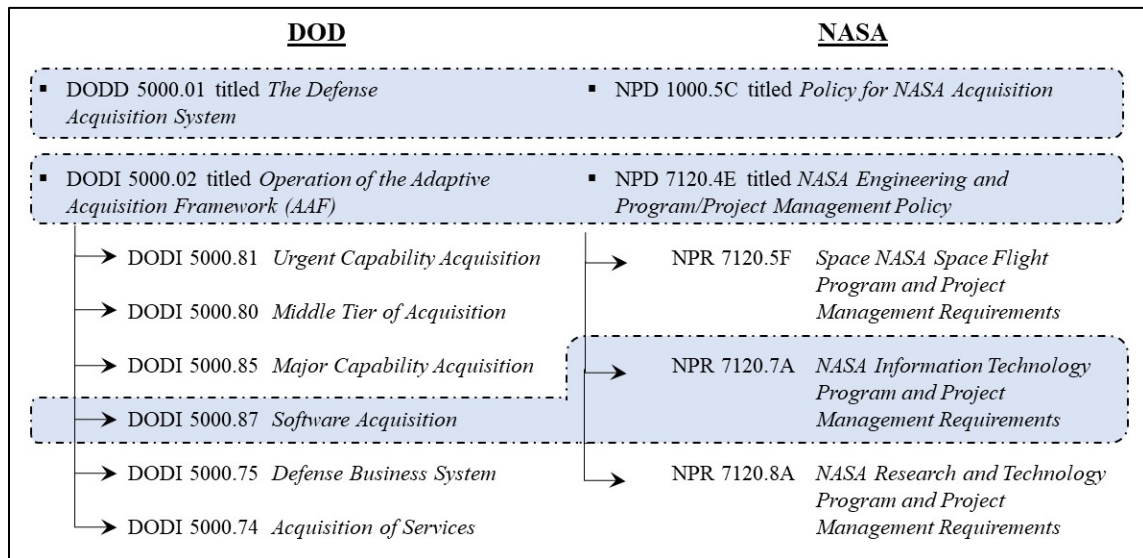 DOD
NASA
▪ DODD 5000.01 titled The Defense
Acquisition System
▪ NPD 1000.5C titled Policy for NASA Acquisition
▪ DODI 5000.02 titled Operation of the Adaptive
Acquisition Framework (AAF)
▪ NPD 7120.4E titled NASA Engineering and
Program/Project Management Policy
DODI 5000.81 Urgent Capability Acquisition
DODI 5000.80 Middle Tier of Acquisition
DODI 5000.85 Major Capability Acquisition
DODI 5000.87 Software Acquisition
DODI 5000.75 Defense Business System
DODI 5000.74 Acquisition of Services
NPR 7120.5F Space NASA Space Flight
Program and Project
Management Requirements
NPR 7120.7A NASA Information Technology
Program and Project
Management Requirements
NPR 7120.8A NASA Research and Technology
Program and Project
Management Requirements